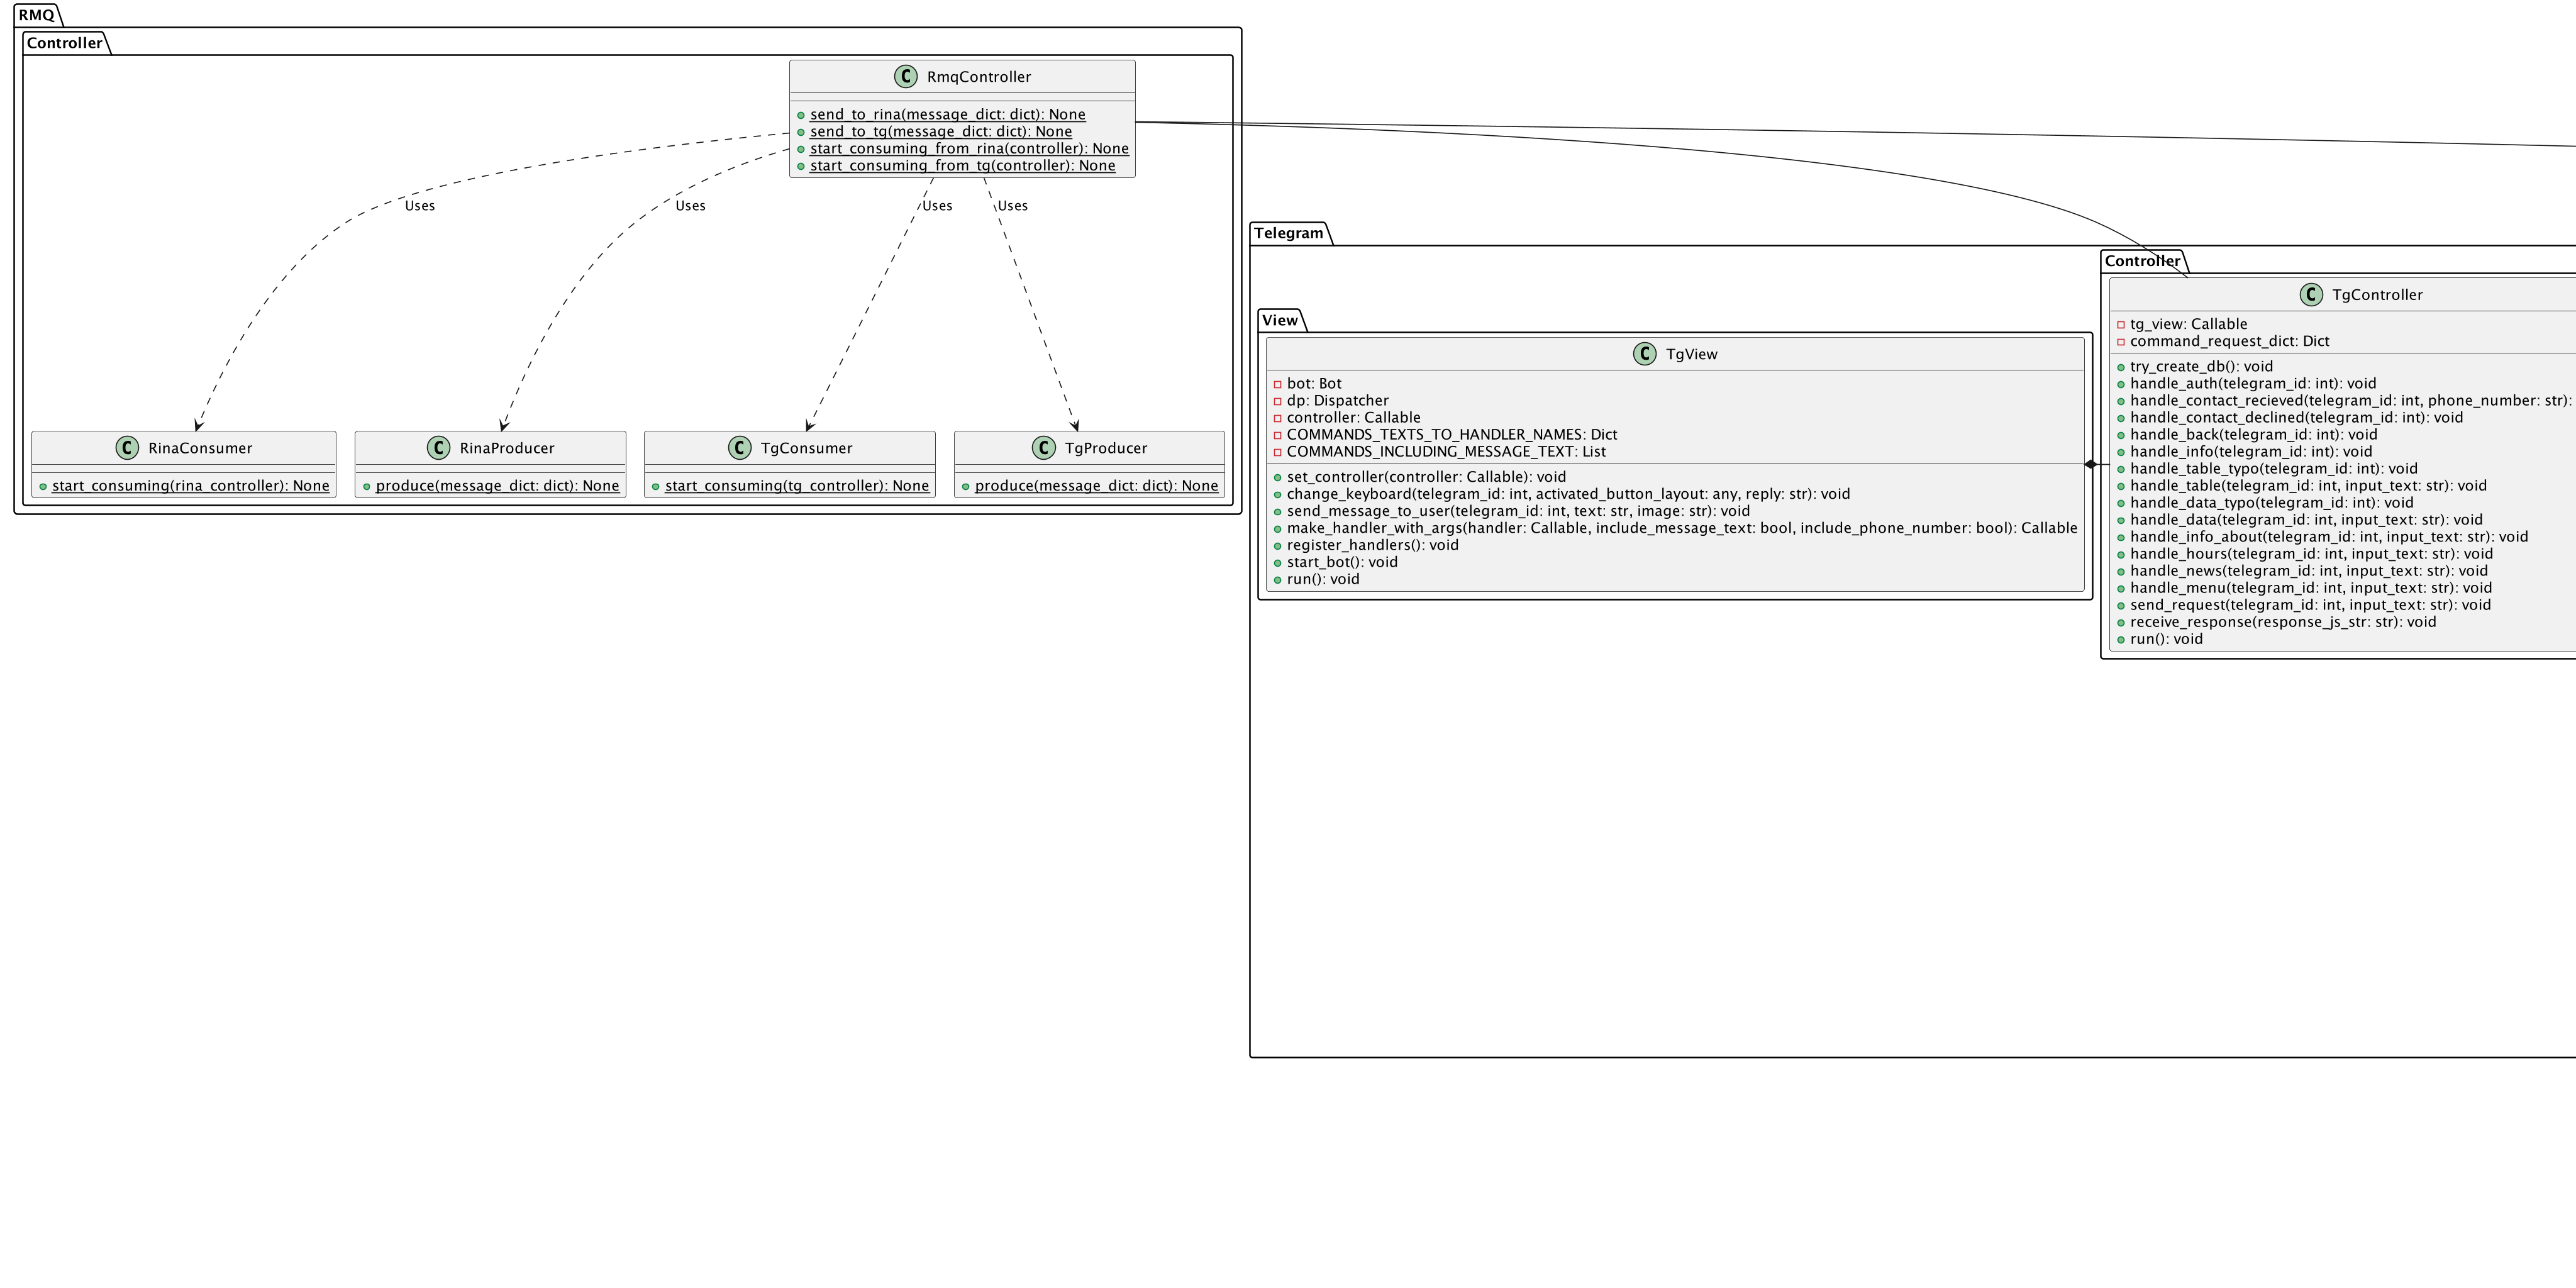 RMQ
Controller
C RmqController
send_to_rina(message_dict: dict): None
send_to_tg(message_dict: dict): None
start_consuming_from_rina(controller): None
start_consuming_from_tg(controller): None
Uses
Uses
Uses
Uses
C RinaConsumer
start_consuming(rina_controller): None
C RinaProducer
produce(message_dict: dict): None
C TgConsumer
start_consuming(tg_controller): None
C TgProducer
produce(message_dict: dict): None
Telegram
View
C TgView
bot: Bot
dp: Dispatcher
controller: Callable
COMMANDS_TEXTS_TO_HANDLER_NAMES: Dict
COMMANDS_INCLUDING_MESSAGE_TEXT: List
set_controller(controller: Callable): void
change_keyboard(telegram_id: int, activated_button_layout: any, reply: str): void
send_message_to_user(telegram_id: int, text: str, image: str): void
make_handler_with_args(handler: Callable, include_message_text: bool, include_phone_number: bool): Callable
register_handlers(): void
start_bot(): void
run(): void
Controller
C TgController
tg_view: Callable
command_request_dict: Dict
try_create_db(): void
handle_auth(telegram_id: int): void
handle_contact_recieved(telegram_id: int, phone_number: str):
handle_contact_declined(telegram_id: int): void
handle_back(telegram_id: int): void
handle_info(telegram_id: int): void
handle_table_typo(telegram_id: int): void
handle_table(telegram_id: int, input_text: str): void
handle_data_typo(telegram_id: int): void
handle_data(telegram_id: int, input_text: str): void
handle_info_about(telegram_id: int, input_text: str): void
handle_hours(telegram_id: int, input_text: str): void
handle_news(telegram_id: int, input_text: str): void
handle_menu(telegram_id: int, input_text: str): void
send_request(telegram_id: int, input_text: str): void
receive_response(response_js_str: str): void
run(): void